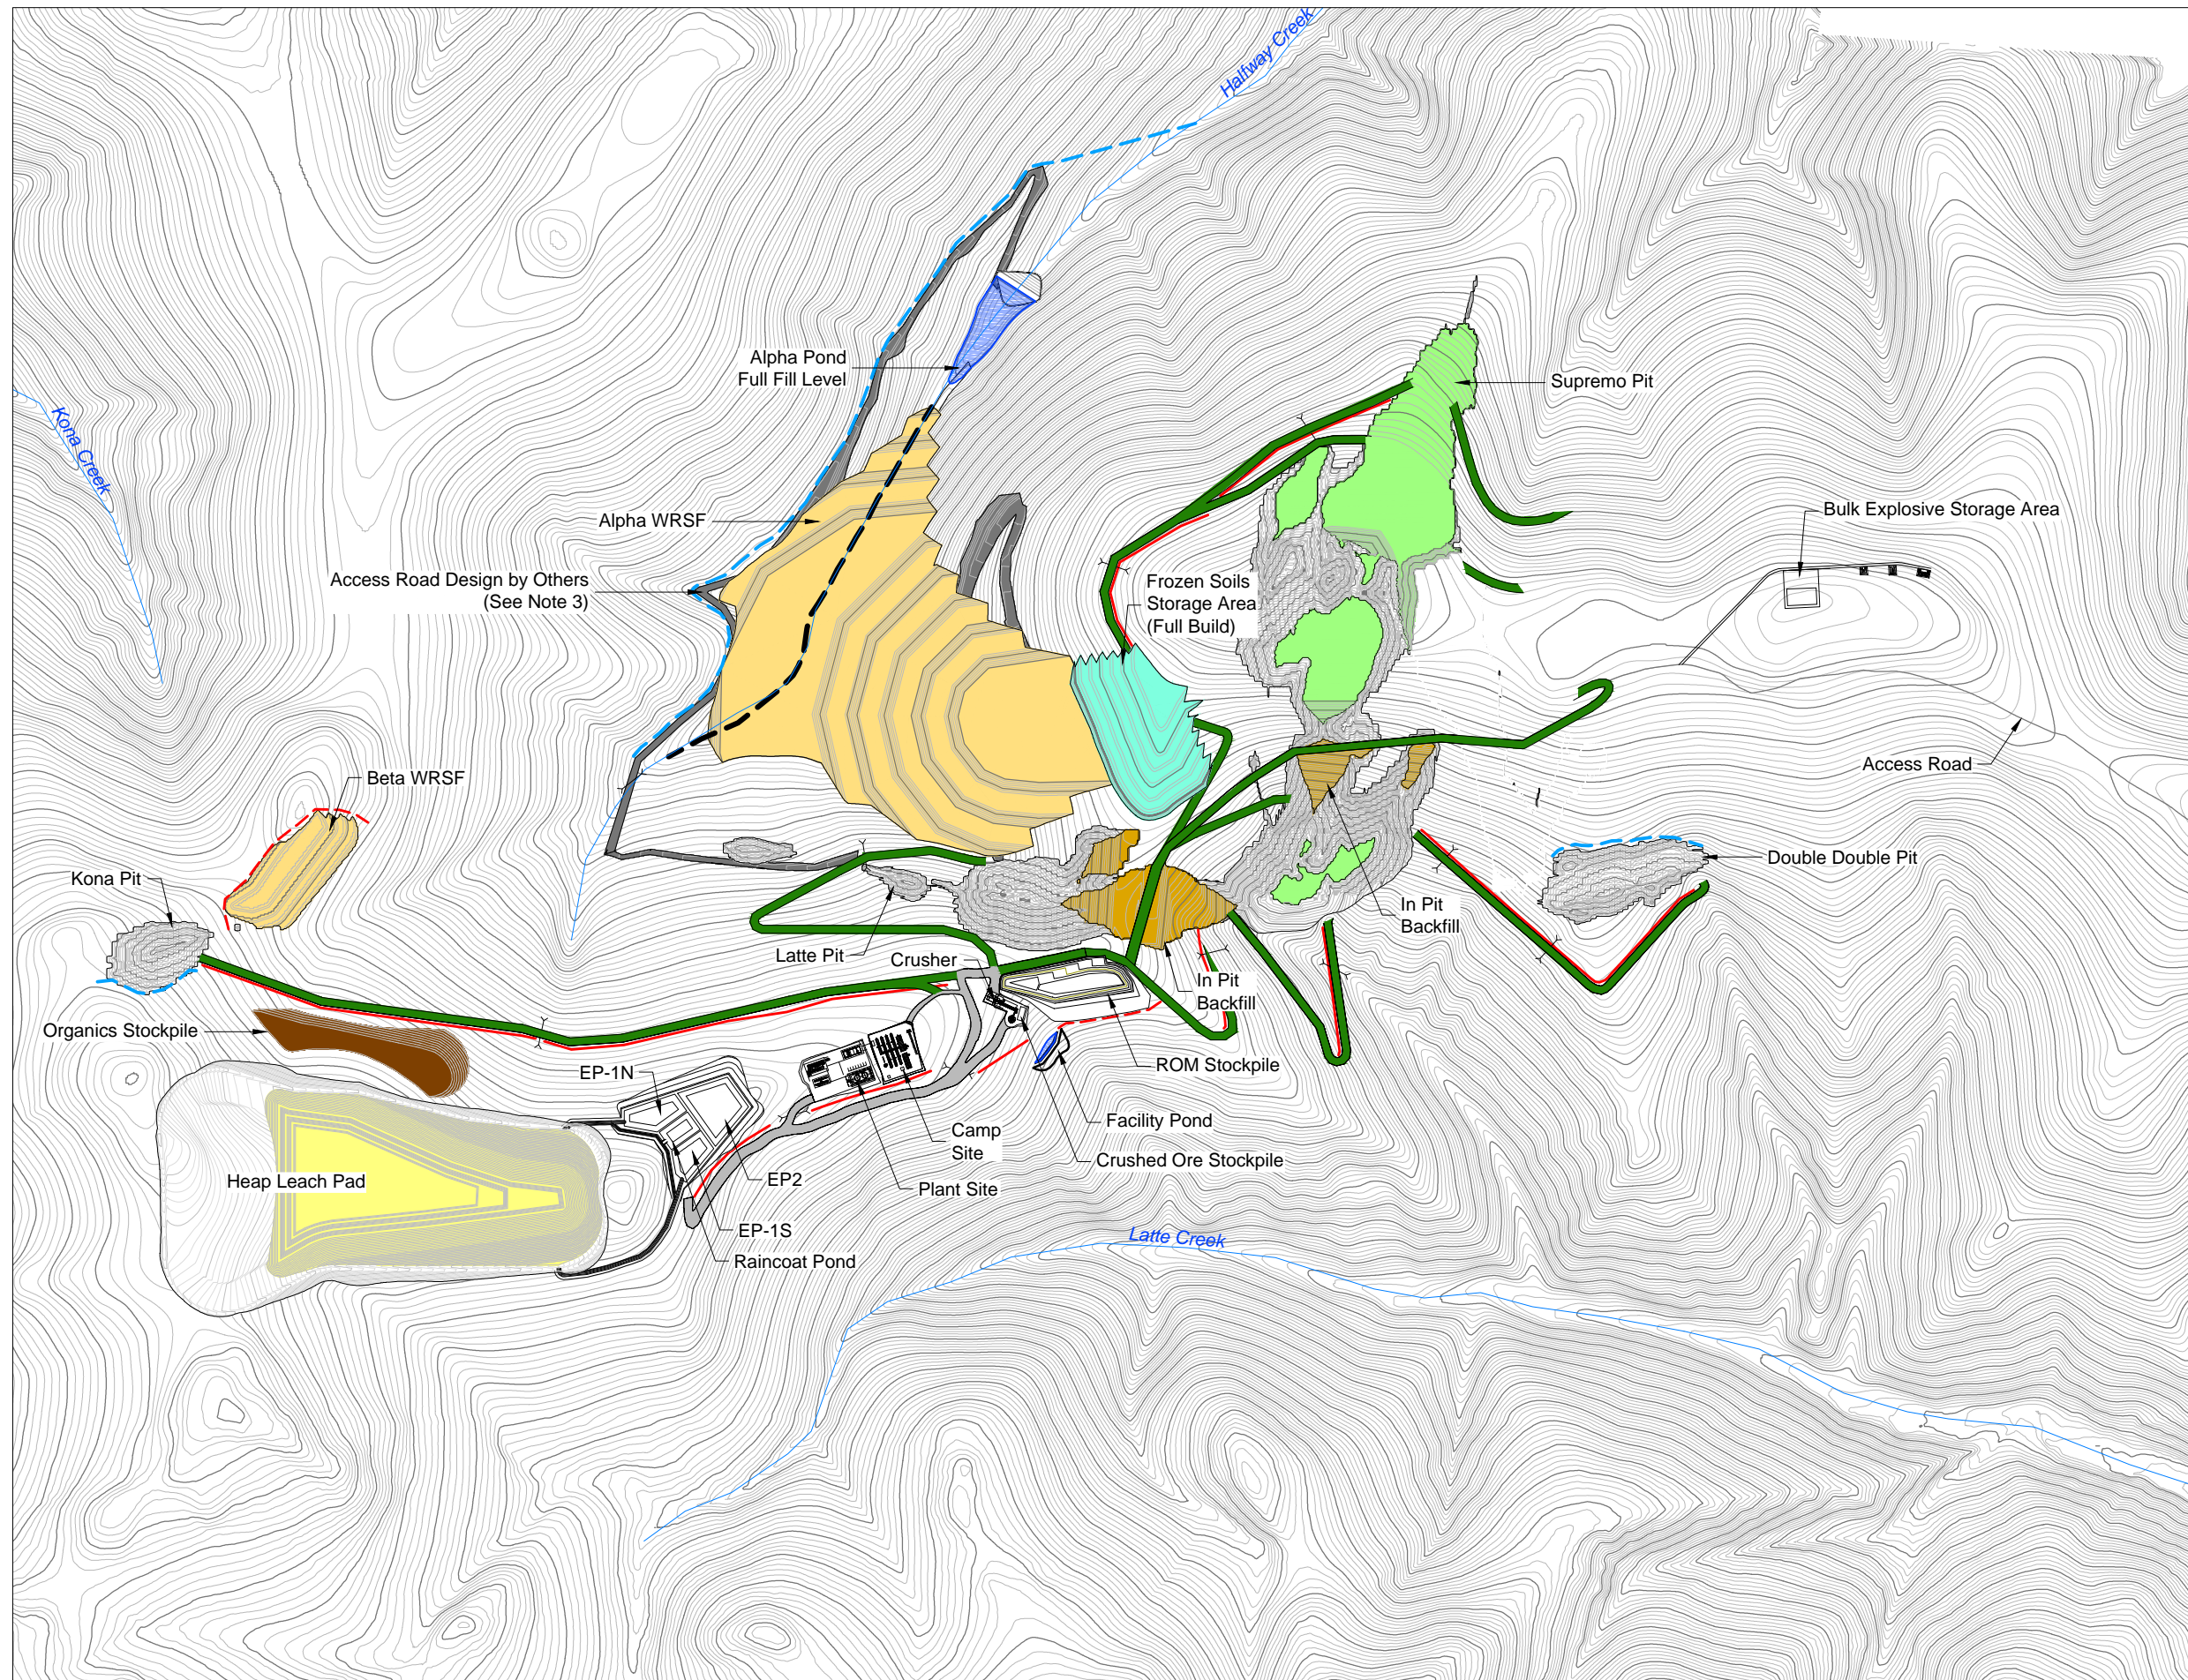 Halfway Creek
Alpha Pond
Full Fill Level
Supremo Pit
Kona Creek
Alpha WRSF
Bulk Explosive Storage Area
Access Road Design by Others
(See Note 3)
Frozen Soils
Storage Area
(Full Build)
Access Road
Beta WRSF
Double Double Pit
Kona Pit
In Pit
Backfill
Latte Pit
Crusher
In Pit
Backfill
Organics Stockpile
ROM Stockpile
EP-1N
Facility Pond
Camp
Site
Crushed Ore Stockpile
Heap Leach Pad
EP2
Plant Site
EP-1S
Raincoat Pond
Latte Creek